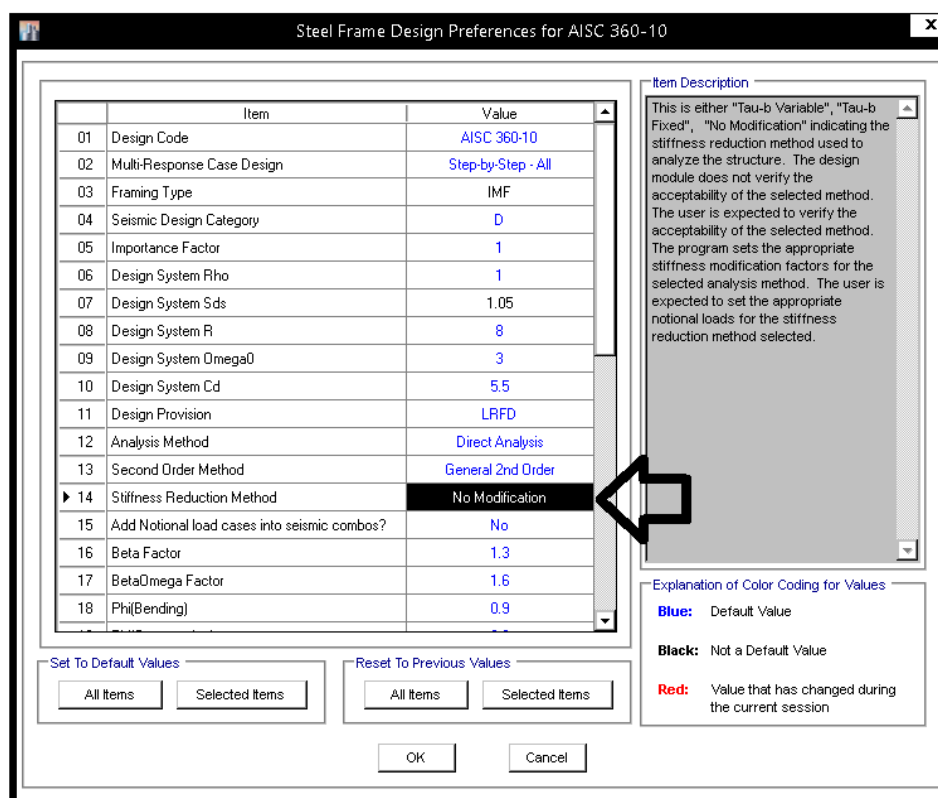 Steel Frame Design Preferences for AISC 360-10
X
Item Value
01 Design Code AISC 360-10
02 Multi-Response Case Design Step-by-Step - All
03 Framing Type IMF
04 Seismic Design Category D
05 Importance Factor 1
06 Design System Rho 1
07 Design System Sds 1.05
08 Design System R 8
09 Design System Omega0 3
10 Design System Cd 5.5
11 Design Provision LRFD
12 Analysis Method Direct Analysis
13 Second Order Method General 2nd Order
14 Stiffness Reduction Method No Modification
15 Add Notional load cases into seismic combos? No
16 Beta Factor 1.3
17 BetaOmega Factor 1.6
18 Phi(Bending) 0.9
Item Description
This is either "Tau-b Variable", "Tau-b
Fixed", "No Modification" indicating the
stiffness reduction method used to
analyze the structure. The design
module does not verify the
acceptability of the selected method.
The user is expected to verify the
acceptability of the selected method.
The program sets the appropriate
stiffness modification factors for the
selected analysis method. The user is
expected to set the appropriate
notional loads for the stiffness
reduction method selected.
Explanation of Color Coding for Values
Blue: Default Value
Black: Not a Default Value
Red: Value that has changed during
the current session
Set To Default Values
All Items Selected Items
Reset To Previous Values
All Items Selected Items
OK Cancel